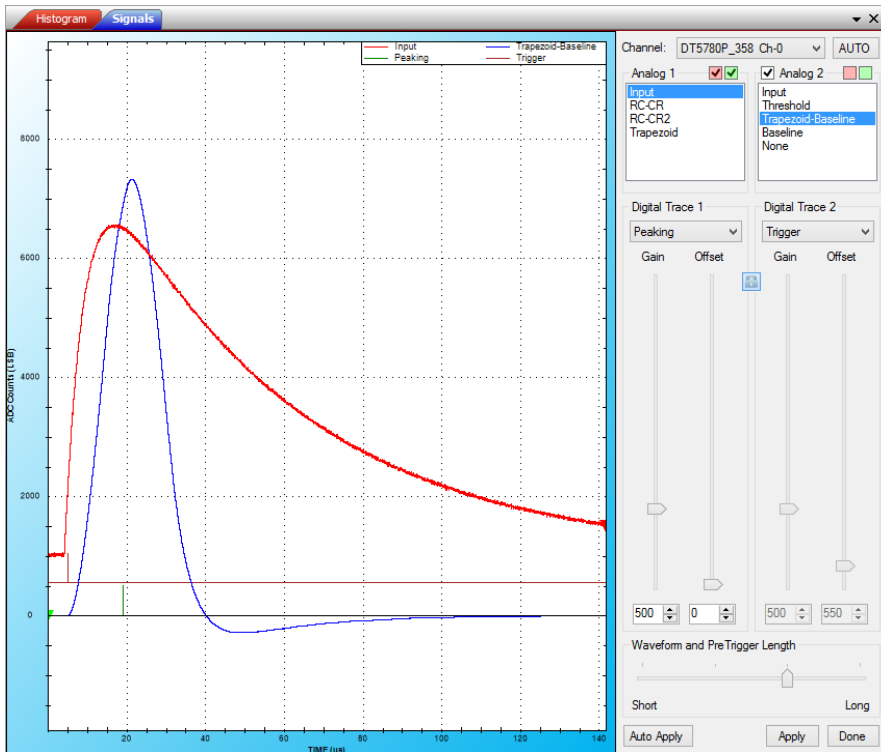 Histogram
Signals
Input
Trapezoid-Baseline
Peaking
Trigger
ADC Counts (LSB)
8000
6000
4000
2000
0
20
40
60
80
100
120
140
TIME (us)
Channel: DT5780P_358 Ch-0 AUTO
Analog 1
Input
RC-CR
RC-CR2
Trapezoid
Analog 2
Input
Threshold
Trapezoid-Baseline
Baseline
None
Digital Trace 1
Peaking
Gain Offset
500 0
Digital Trace 2
Trigger
Gain Offset
500 550
Waveform and PreTrigger Length
Short Long
Auto Apply Apply Done